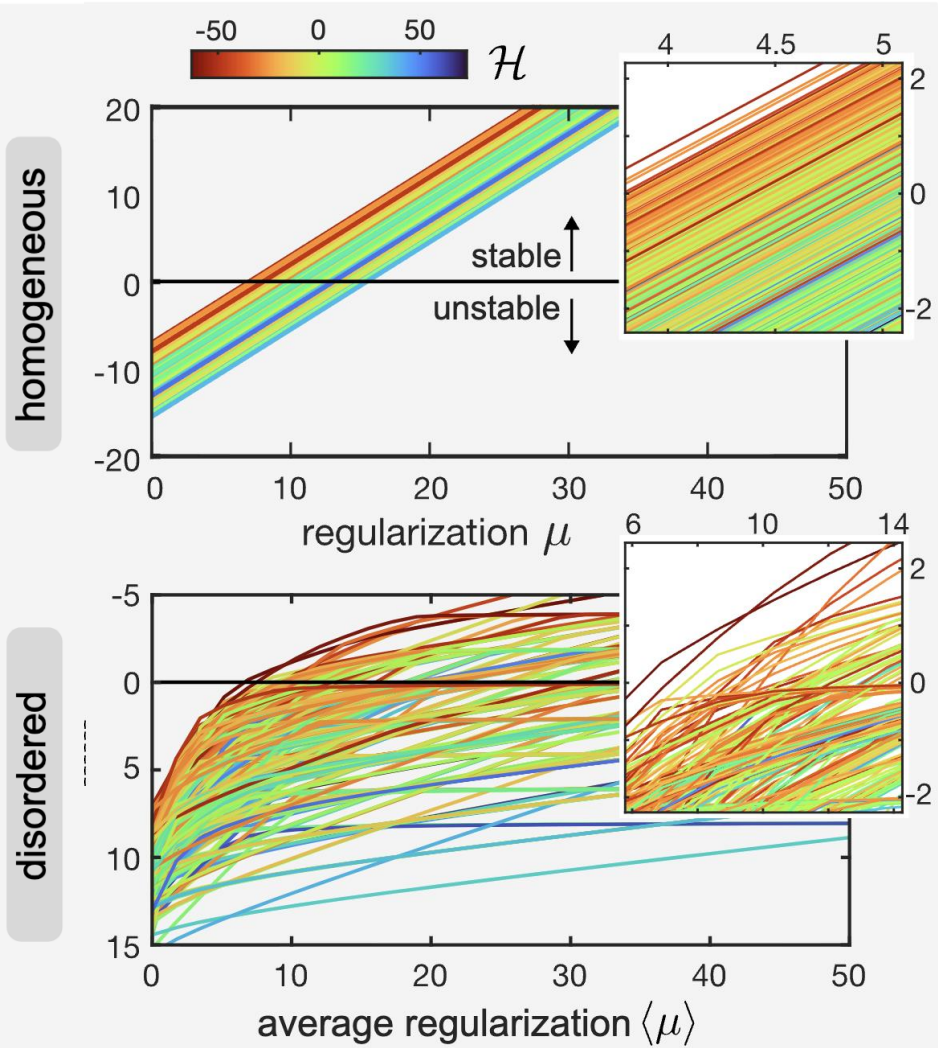 -50 0 50 ℋ
4 4.5 5
homogeneous
20
10
0
-10
-20
2
0
-2
stable
unstable
0 10 20 30 40 50
regularization μ
6 10 14
disordered
-5
0
5
10
15
2
0
-2
0 10 20 30 40 50
average regularization ⟨μ⟩